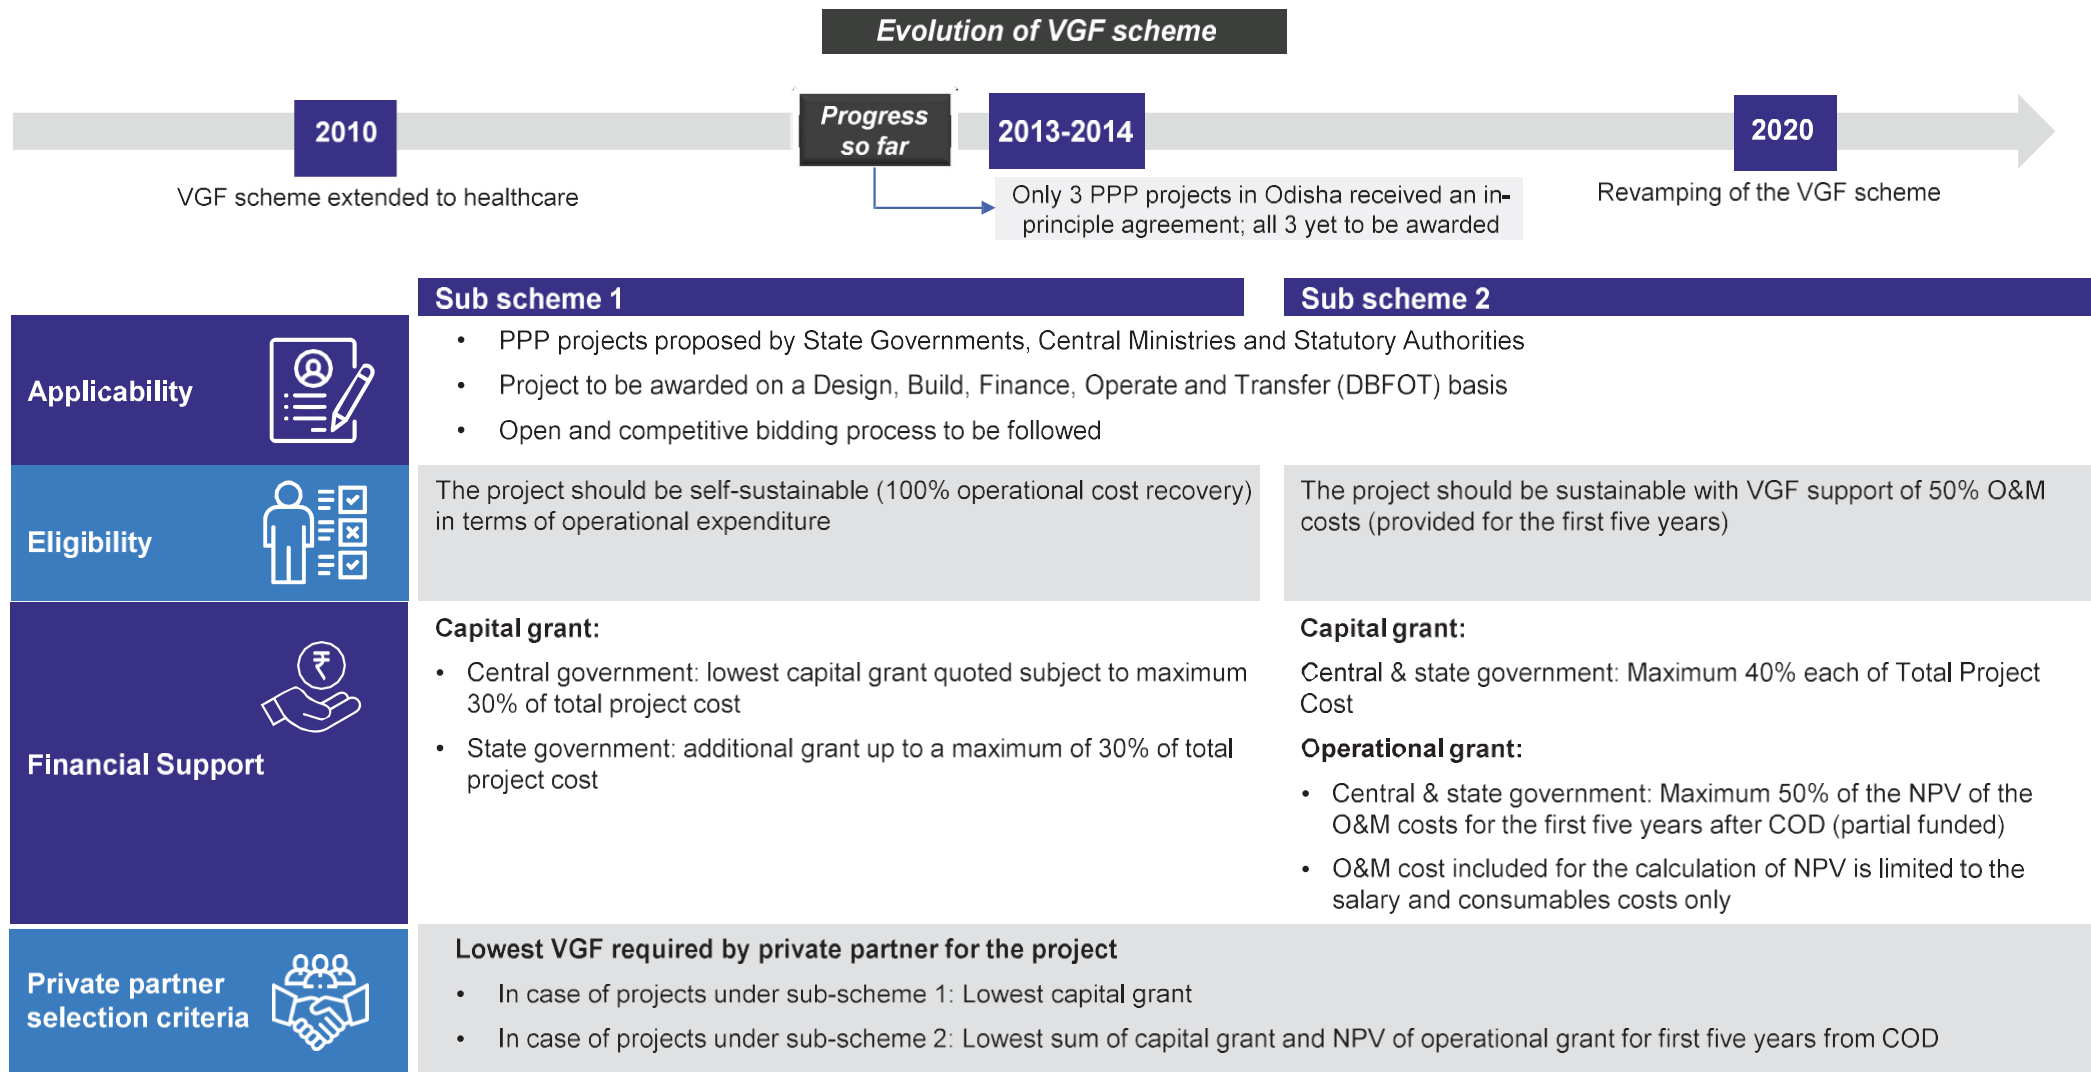 Evolution of VGF scheme
2010
Progress
so far
2013-2014
2020
VGF scheme extended to healthcare
Only 3 PPP projects in Odisha received an in-
principle agreement; all 3 yet to be awarded
Revamping of the VGF scheme
Sub scheme 1
Sub scheme 2
Applicability
• PPP projects proposed by State Governments, Central Ministries and Statutory Authorities
• Project to be awarded on a Design, Build, Finance, Operate and Transfer (DBFOT) basis
• Open and competitive bidding process to be followed
Eligibility
The project should be self-sustainable (100% operational cost recovery)
in terms of operational expenditure
The project should be sustainable with VGF support of 50% O&M
costs (provided for the first five years)
Financial Support
₹
Capital grant:
• Central government: lowest capital grant quoted subject to maximum
30% of total project cost
• State government: additional grant up to a maximum of 30% of total
project cost
Capital grant:
Central & state government: Maximum 40% each of Total Project
Cost
Operational grant:
• Central & state government: Maximum 50% of the NPV of the
O&M costs for the first five years after COD (partial funded)
• O&M cost included for the calculation of NPV is limited to the
salary and consumables costs only
Private partner
selection criteria
Lowest VGF required by private partner for the project
• In case of projects under sub-scheme 1: Lowest capital grant
• In case of projects under sub-scheme 2: Lowest sum of capital grant and NPV of operational grant for first five years from COD